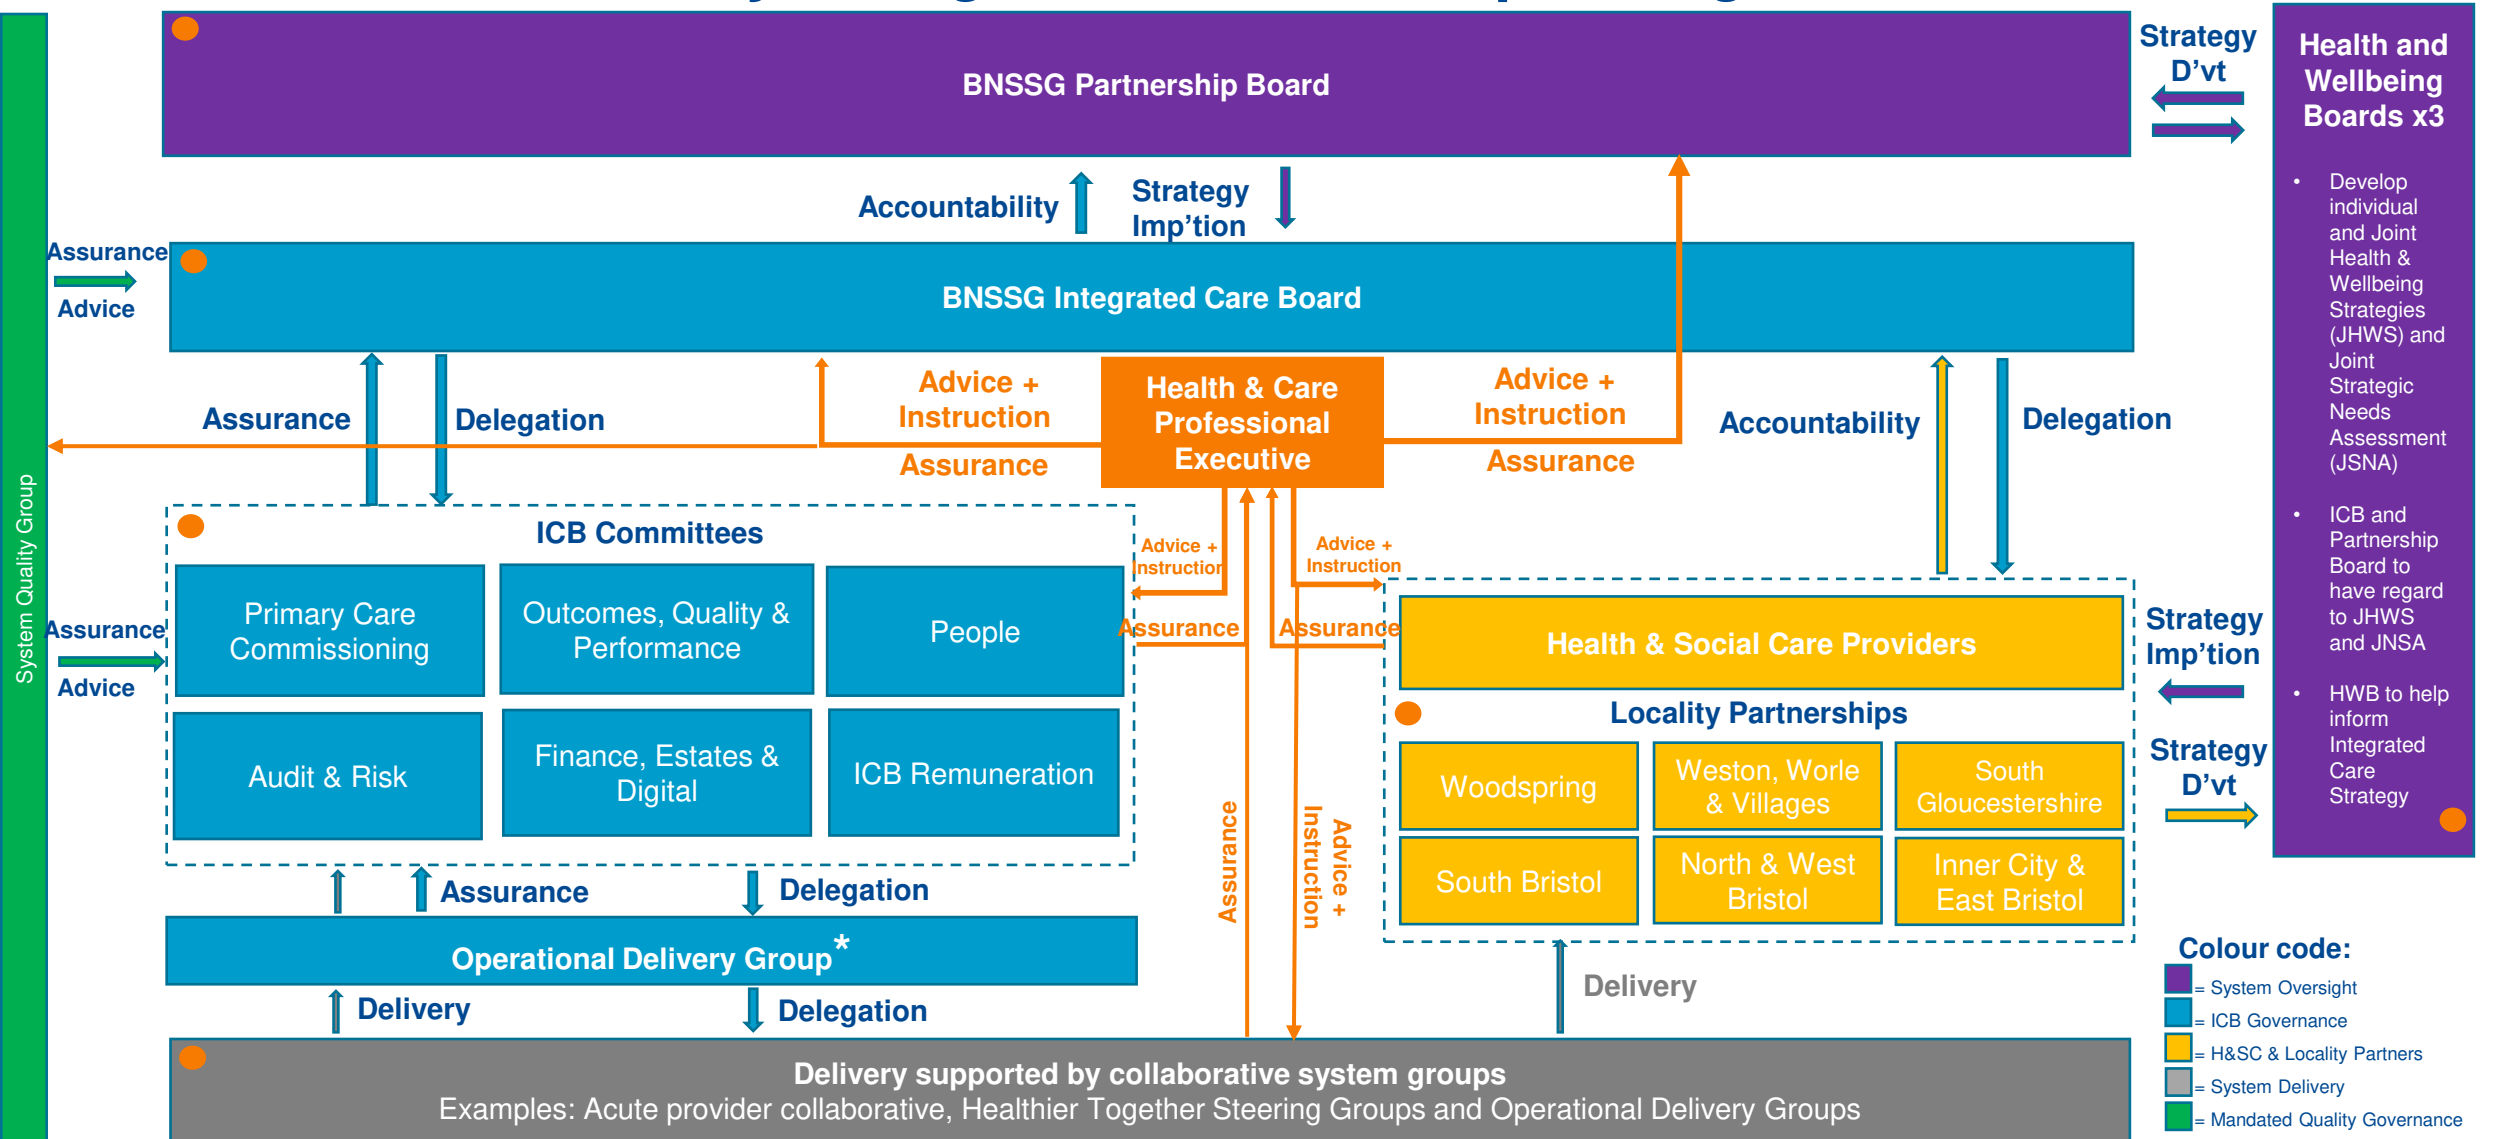 BNSSG Partnership Board
Strategy
D'vt
Health and
Wellbeing
Boards x3
• Develop
individual
and Joint
Health &
Wellbeing
Strategies
(JHWS) and
Joint
Strategic
Needs
Assessment
(JSNA)
• ICB and
Partnership
Board to
have regard
to JHWS
and JNSA
• HWB to help
inform
Integrated
Care
Strategy
Accountability
Strategy
Imp'tion
Assurance
Advice
BNSSG Integrated Care Board
Assurance
Delegation
Advice +
Instruction
Assurance
Health & Care
Professional
Executive
Advice +
Instruction
Assurance
Accountability
Delegation
System Quality Group
ICB Committees
Primary Care
Commissioning
Outcomes, Quality &
Performance
People
Audit & Risk
Finance, Estates &
Digital
ICB Remuneration
Assurance
Advice
Advice +
Instruction
Assurance
Advice +
Instruction
Assurance
Health & Social Care Providers
Locality Partnerships
Woodspring
Weston, Worle
& Villages
South
Gloucestershire
South Bristol
North & West
Bristol
Inner City &
East Bristol
Strategy
Imp'tion
Strategy
D'vt
Assurance
Advice +
Instruction
Assurance
Delegation
Operational Delivery Group*
Delivery
Delegation
Delivery
Delivery supported by collaborative system groups
Examples: Acute provider collaborative, Healthier Together Steering Groups and Operational Delivery Groups
Colour code:
= System Oversight
= ICB Governance
= H&SC & Locality Partners
= System Delivery
= Mandated Quality Governance